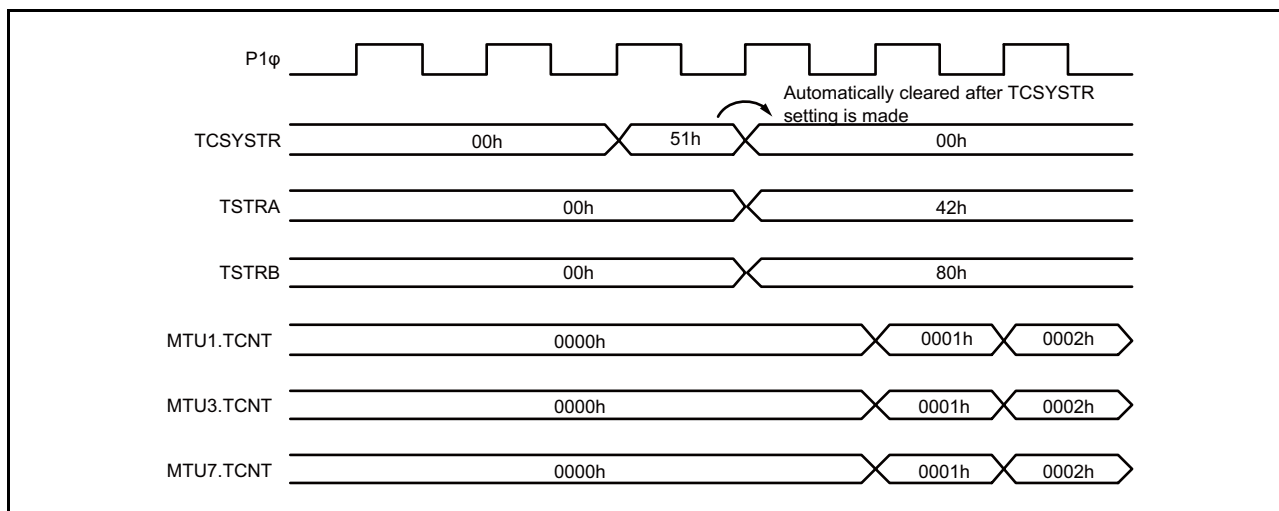 P1φ
Automatically cleared after TCSYSTR
setting is made
TCSYSTR 00h 51h 00h
TSTRA 00h 42h
TSTRB 00h 80h
MTU1.TCNT 0000h 0001h 0002h
MTU3.TCNT 0000h 0001h 0002h
MTU7.TCNT 0000h 0001h 0002h